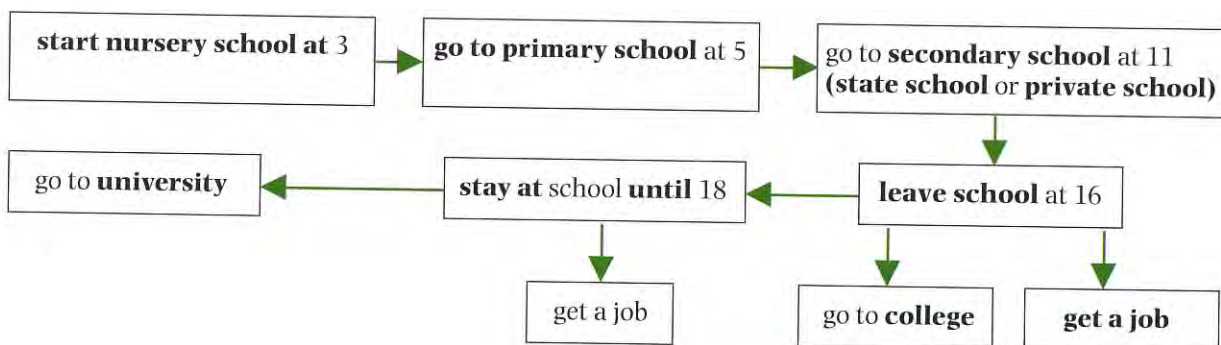 start nursery school at 3
go to primary school at 5
go to secondary school at 11
(state school or private school)
go to university
stay at school until 18
leave school at 16
get a job
go to college
get a job